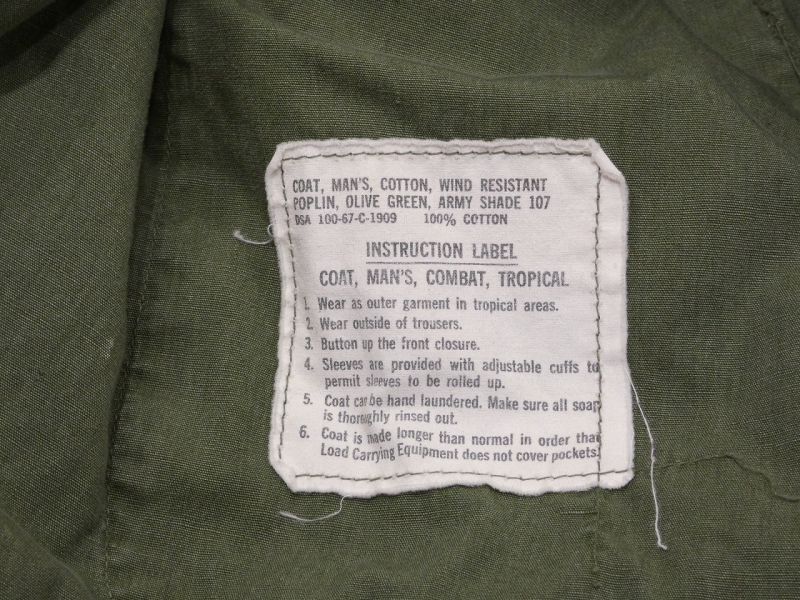 COAT, MAN'S, COTTON, WIND RESISTANT
POPLIN, OLIVE GREEN, ARMY SHADE 107
DSA 100-67-C-1909 100% COTTON
INSTRUCTION LABEL
COAT, MAN'S, COMBAT, TROPICAL
1. Wear as outer garment in tropical areas.
2. Wear outside of trousers.
3. Button up the front closure.
4. Sleeves are provided with adjustable cuffs to
permit sleeves to be rolled up.
5. Coat can be hand laundered. Make sure all soap
is thoroughly rinsed out.
6. Coat is made longer than normal in order that
Load Carrying Equipment does not cover pockets.